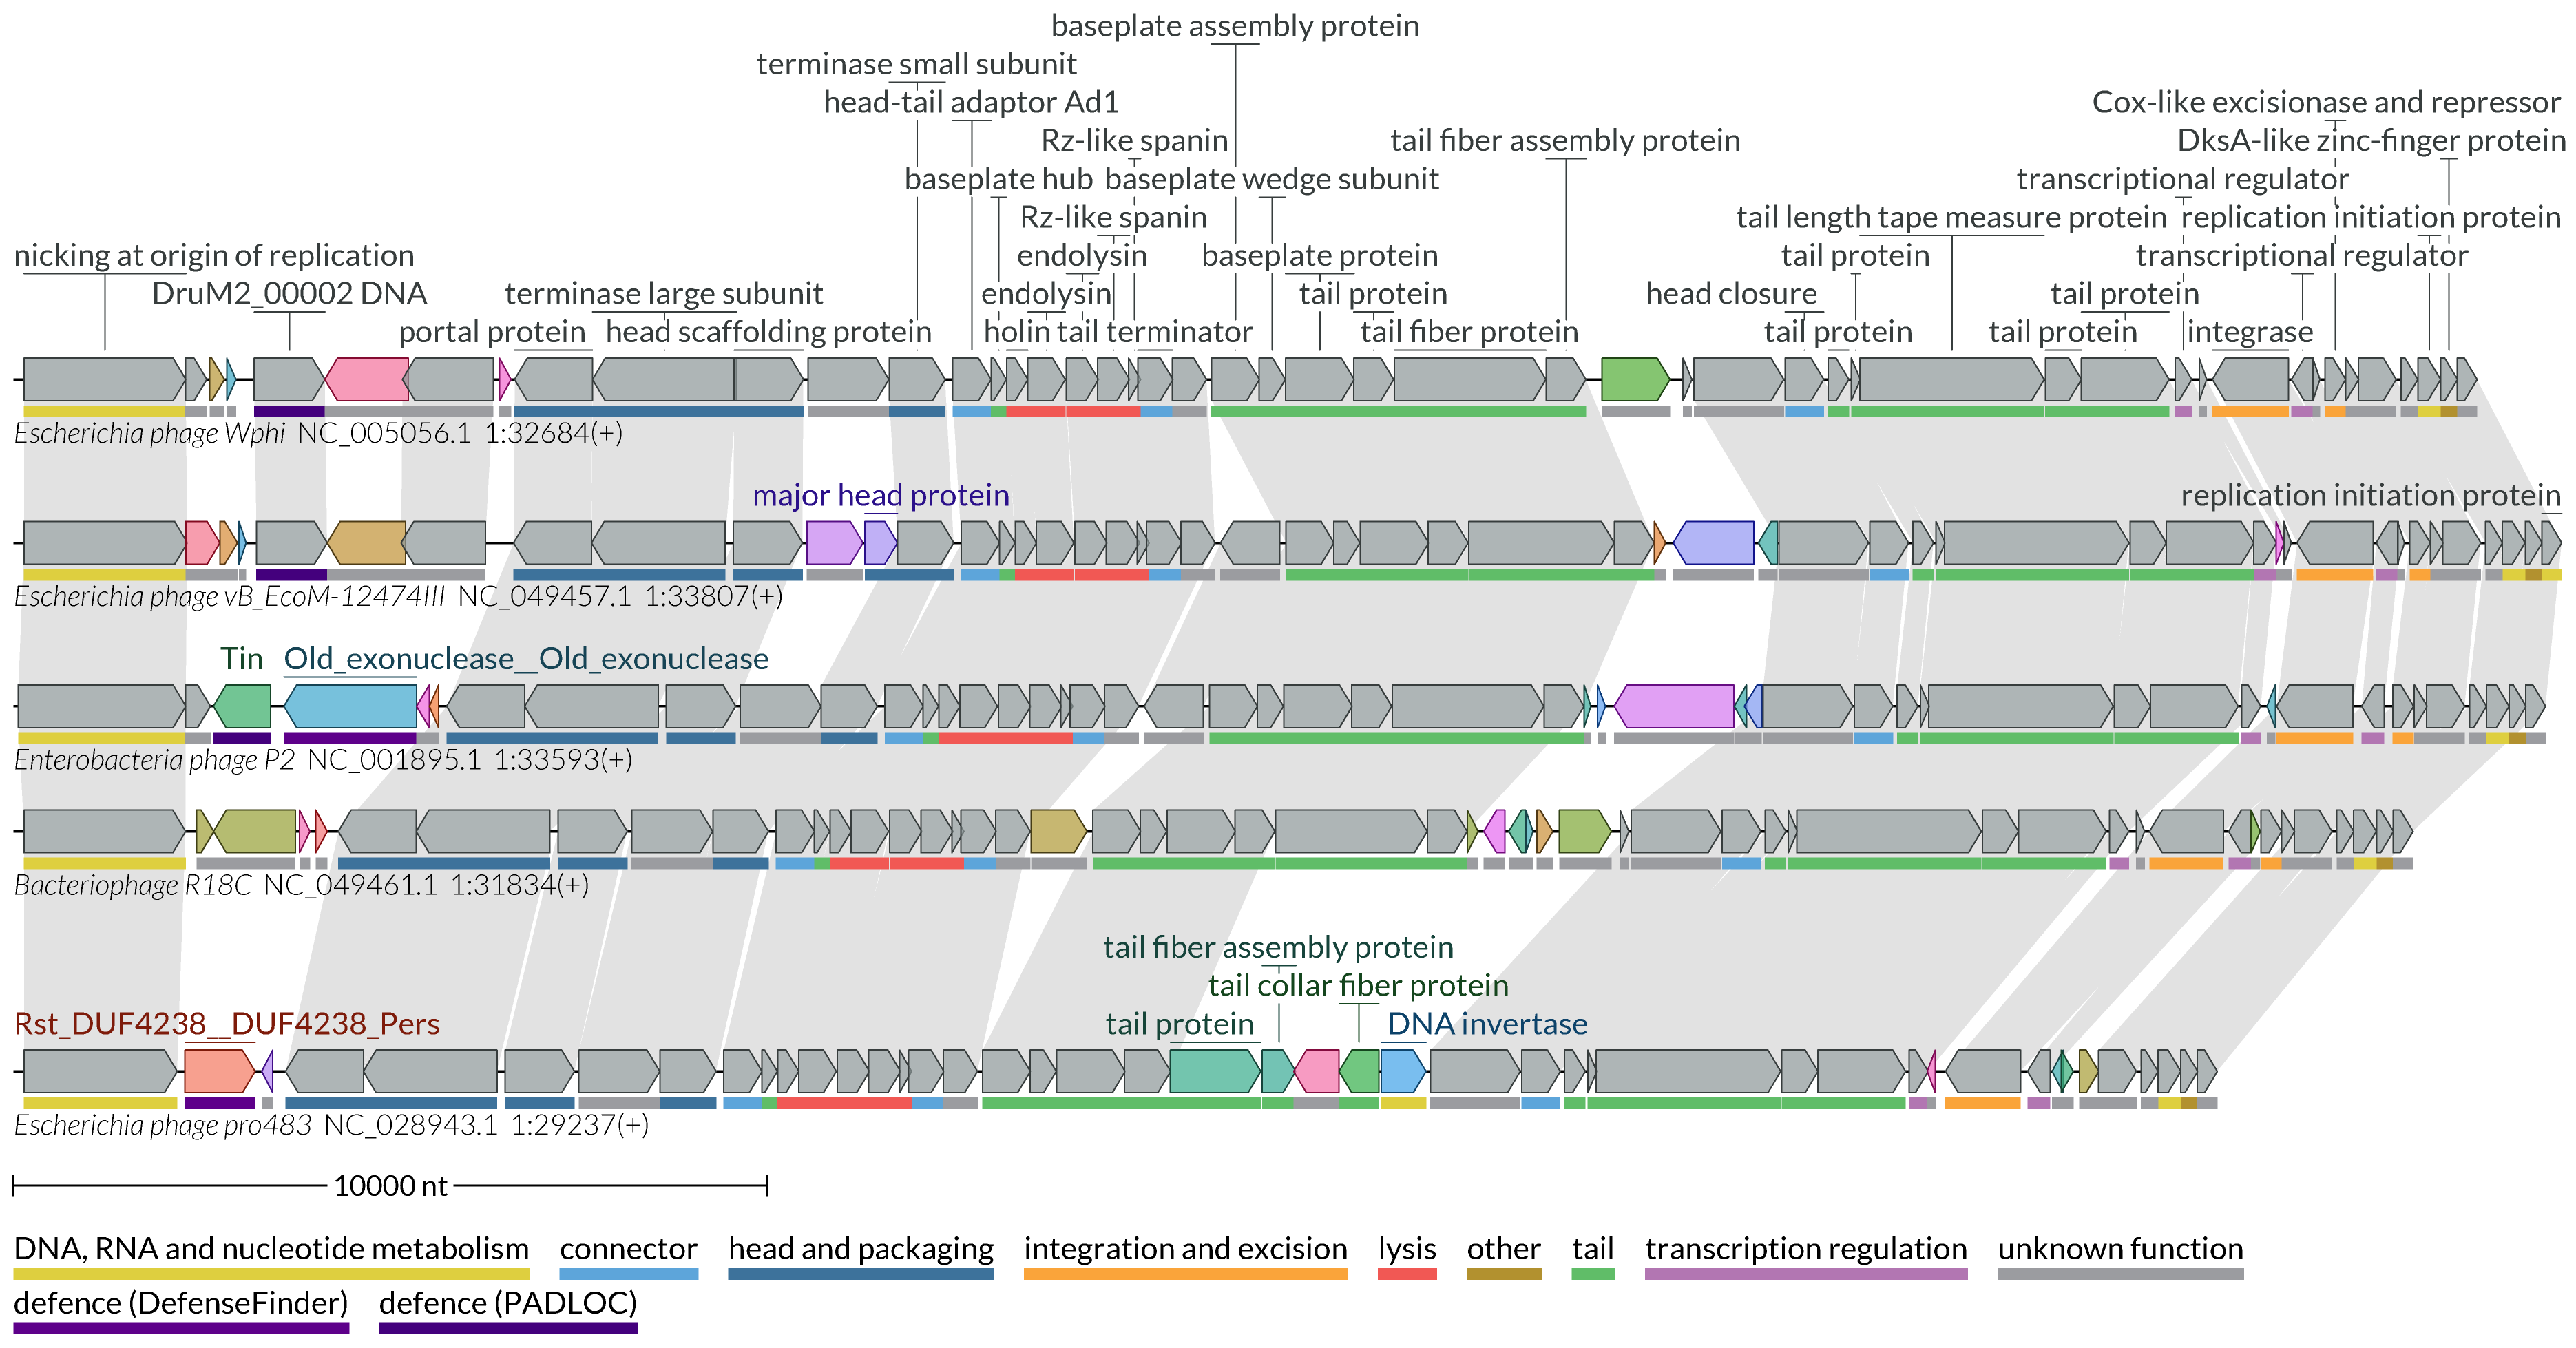 baseplate assembly protein
terminase small subunit
head-tail adaptor Ad1
Cox-like excisionase and repressor
Rz-like spanin
tail fiber assembly protein
DksA-like zinc-finger protein
baseplate hub
baseplate wedge subunit
transcriptional regulator
Rz-like spanin
tail length tape measure protein
replication initiation protein
nicking at origin of replication
endolysin
baseplate protein
tail protein
transcriptional regulator
DruM2_00002 DNA
terminase large subunit
endolysin
tail protein
head closure
tail protein
portal protein
head scaffolding protein
holin
tail terminator
tail fiber protein
tail protein
tail protein
integrase
Escherichia phage Wphi NC_005056.1 1:32684(+)
major head protein
replication initiation protein
Escherichia phage vB_EcoM-12474III NC_049457.1 1:33807(+)
Tin
Old_exonuclease__Old_exonuclease
Enterobacteria phage P2 NC_001895.1 1:33593(+)
Bacteriophage R18C NC_049461.1 1:31834(+)
tail fiber assembly protein
tail collar fiber protein
Rst_DUF4238__DUF4238_Pers
tail protein
DNA invertase
Escherichia phage pro483 NC_028943.1 1:29237(+)
10000 nt
DNA, RNA and nucleotide metabolism
connector
head and packaging
integration and excision
lysis
other
tail
transcription regulation
unknown function
defence (DefenseFinder)
defence (PADLOC)